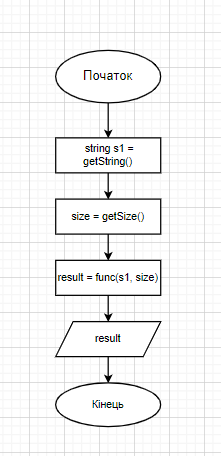 Початок
string s1 =
getString()
size = getSize()
result = func(s1, size)
result
Кінець